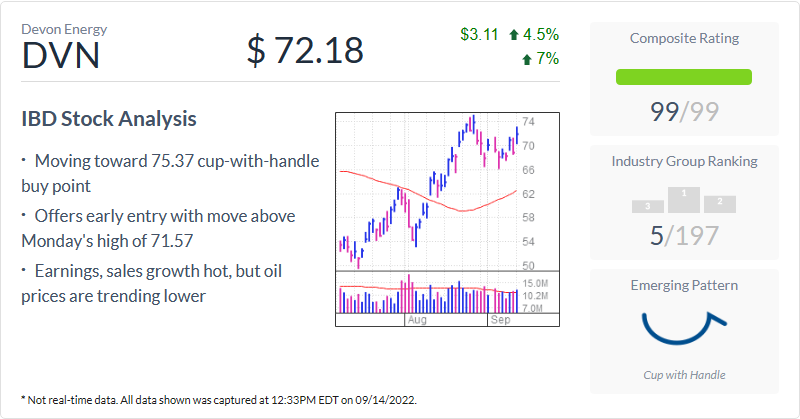 Devon Energy
DVN
$ 72.18
$3.11 4.5%
7%
IBD Stock Analysis
· Moving toward 75.37 cup-with-handle
buy point
· Offers early entry with move above
Monday's high of 71.57
· Earnings, sales growth hot, but oil
prices are trending lower
74
70
66
62
58
54
50
15.0M
10.2M
7.0M
Aug
Sep
* Not real-time data. All data shown was captured at 12:33PM EDT on 09/14/2022.
Composite Rating
99/99
Industry Group Ranking
3
1
2
5/197
Emerging Pattern
Cup with Handle